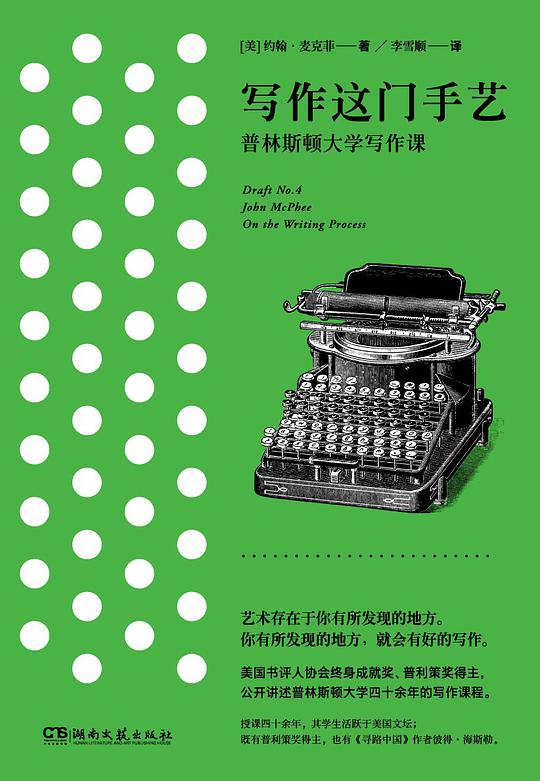 [美]约翰·麦克菲——著 ／ 李雪顺——译
写作这门手艺
普林斯顿大学写作课
Draft No.4
John McPhee
On the Writing Process
艺术存在于你有所发现的地方。
你有所发现的地方，就会有好的写作。
美国书评人协会终身成就奖、普利策奖得主，
公开讲述普林斯顿大学四十余年的写作课程。
授课四十余年，其学生活跃于美国文坛；
既有普利策奖得主，也有《寻路中国》作者彼得·海斯勒。
湖南文艺出版社
HUNAN LITERATURE AND ART PUBLISHING HOUSE